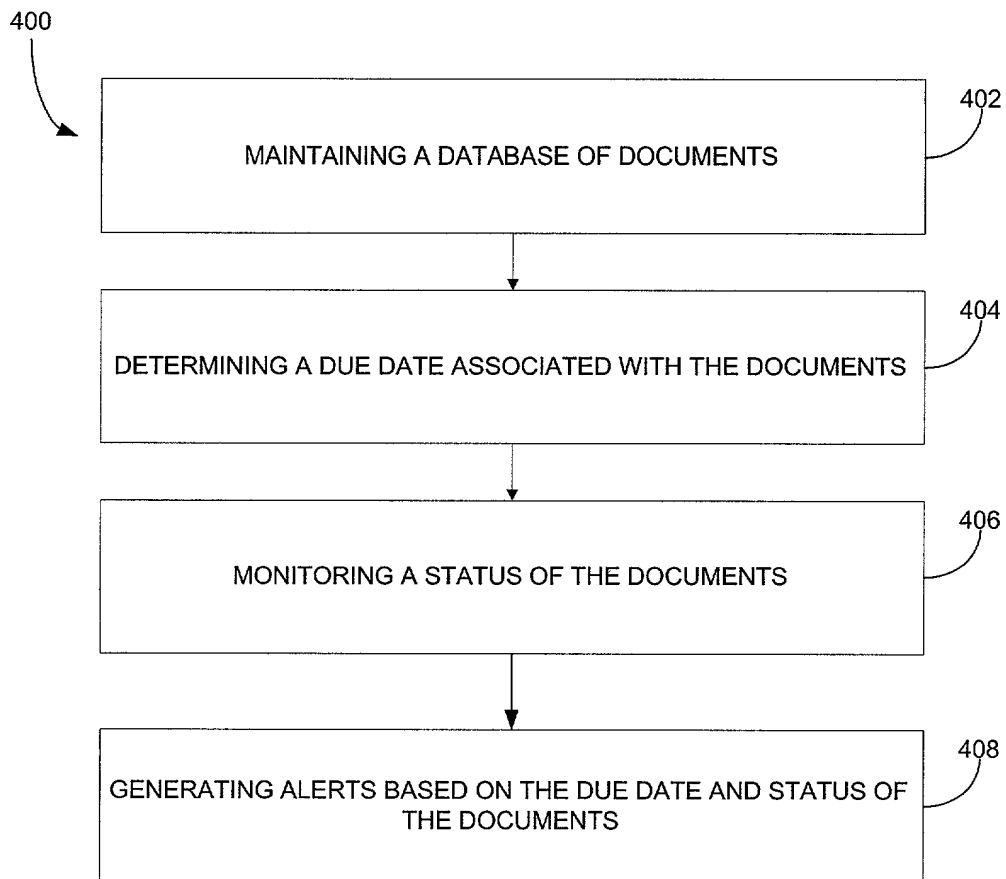 400
402
MAINTAINING A DATABASE OF DOCUMENTS
404
DETERMINING A DUE DATE ASSOCIATED WITH THE DOCUMENTS
406
MONITORING A STATUS OF THE DOCUMENTS
408
GENERATING ALERTS BASED ON THE DUE DATE AND STATUS OF
THE DOCUMENTS